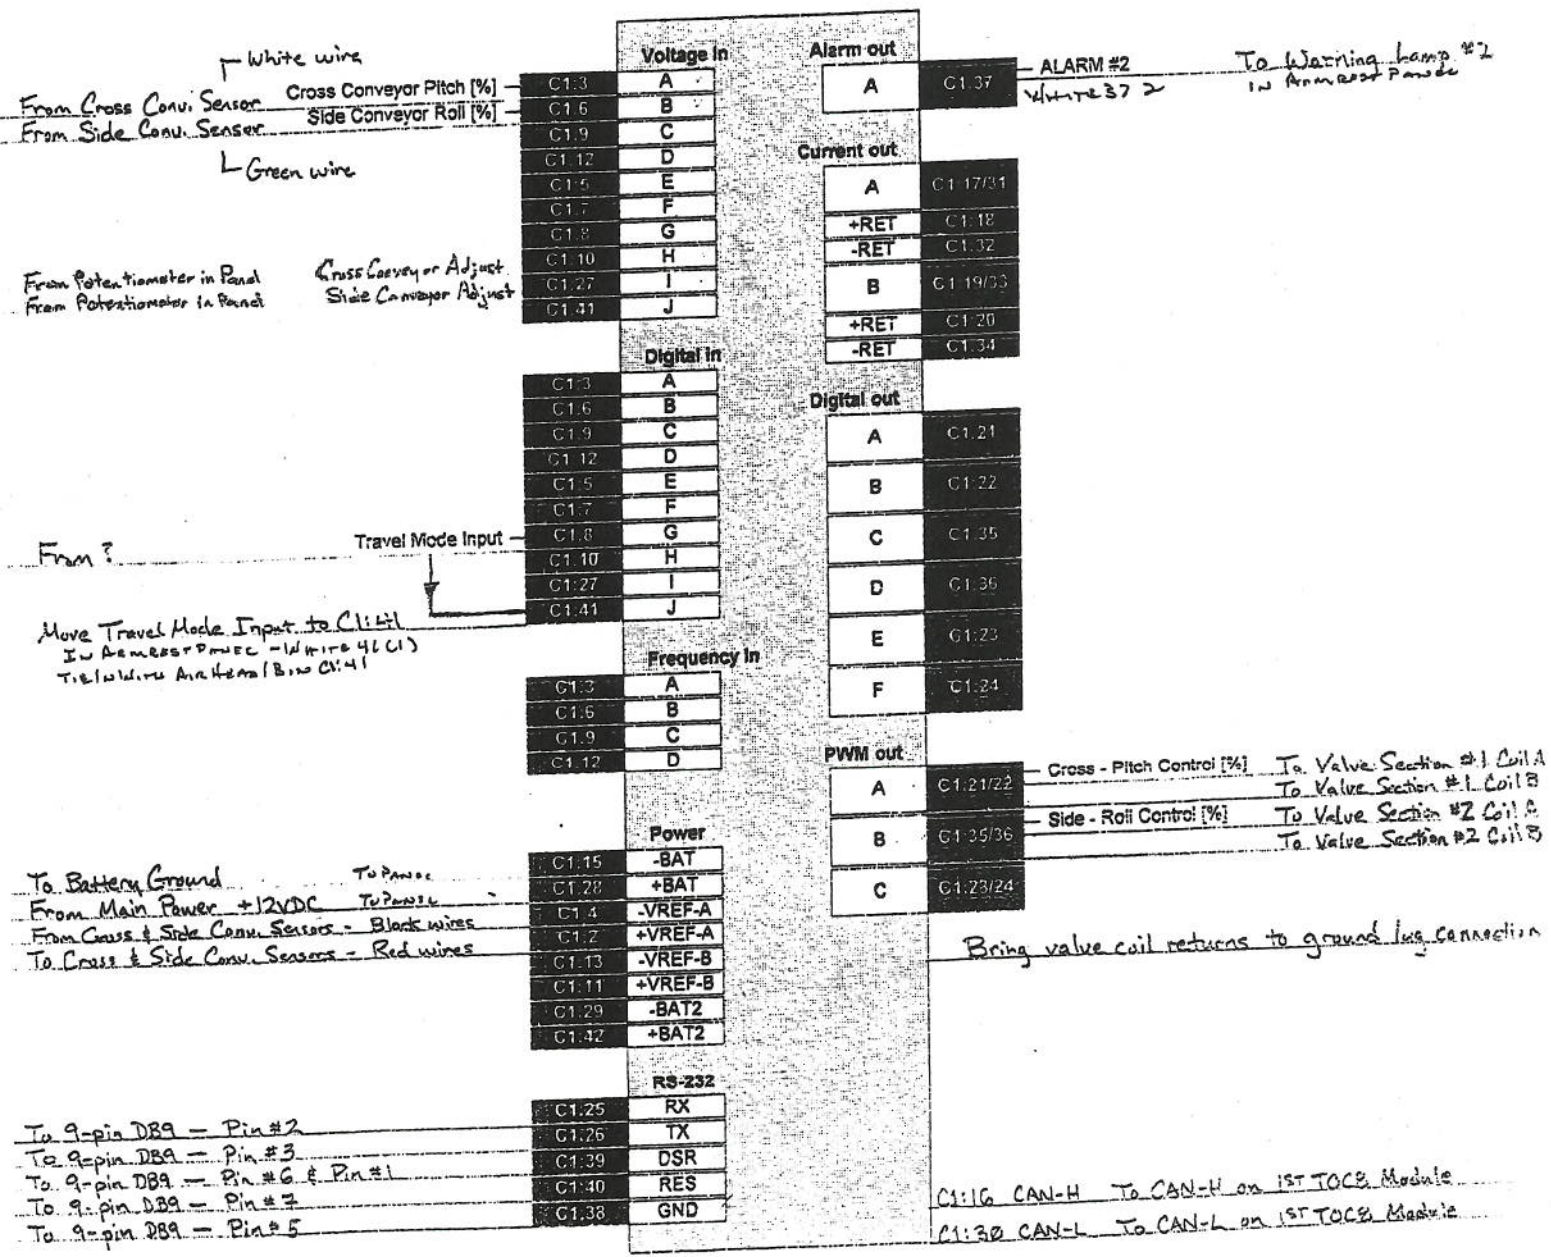 Voltage in
White wire
From Cross Conv. Sensor Cross Conveyor Pitch [%] C1:3 A
From Side Conv. Sensor Side Conveyor Roll [%] C1:6 B
C1:9 C
Green wire
C1:12 D
C1:5 E
C1:7 F
C1:8 G
C1:10 H
From Potentiometer in Panel Cross Conveyor Adjust C1:27 I
From Potentiometer in Panel Side Conveyor Adjust C1:41 J
Digital in
C1:3 A
C1:6 B
C1:9 C
C1:12 D
C1:5 E
C1:7 F
From ? Travel Mode Input C1:8 G
C1:10 H
C1:27 I
C1:41 J
Move Travel Mode Input to C1:41
In Armrest Panel - White 41 (1)
C1:41
Frequency in
C1:3 A
C1:6 B
C1:9 C
C1:12 D
Power
To Battery Ground To Panel C1:15 -BAT
From Main Power +12VDC To Panel C1:28 +BAT
From Cross & Side Conv. Sensors - Black wires C1:4 -VREF-A
To Cross & Side Conv. Sensors - Red wires C1:2 +VREF-A
C1:13 -VREF-B
C1:11 +VREF-B
C1:29 -BAT2
C1:42 +BAT2
RS-232
To 9-pin DB9 — Pin #2 C1:25 RX
To 9-pin DB9 — Pin #3 C1:26 TX
To 9-pin DB9 — Pin #6 & Pin #1 C1:39 DSR
To 9-pin DB9 — Pin #7 C1:40 RES
To 9-pin DB9 — Pin #5 C1:38 GND
Alarm out
A C1:37 ALARM #2 To Warning Lamp #2
WHITE 37 2 IN ARMREST PANEL
Current out
A C1:17/31
+RET C1:18
-RET C1:32
B C1:19/33
+RET C1:20
-RET C1:34
Digital out
A C1:21
B C1:22
C C1:35
D C1:36
E C1:23
F C1:24
PWM out
A C1:21/22 Cross - Pitch Control [%] To Valve Section #1 Coil A
To Valve Section #1 Coil B
B C1:35/36 Side - Roll Control [%] To Valve Section #2 Coil A
To Valve Section #2 Coil B
C C1:23/24
Bring valve coil returns to ground lug connection
C1:16 CAN-H To CAN-H on 1ST TOC8 Module
C1:30 CAN-L To CAN-L on 1ST TOC8 Module